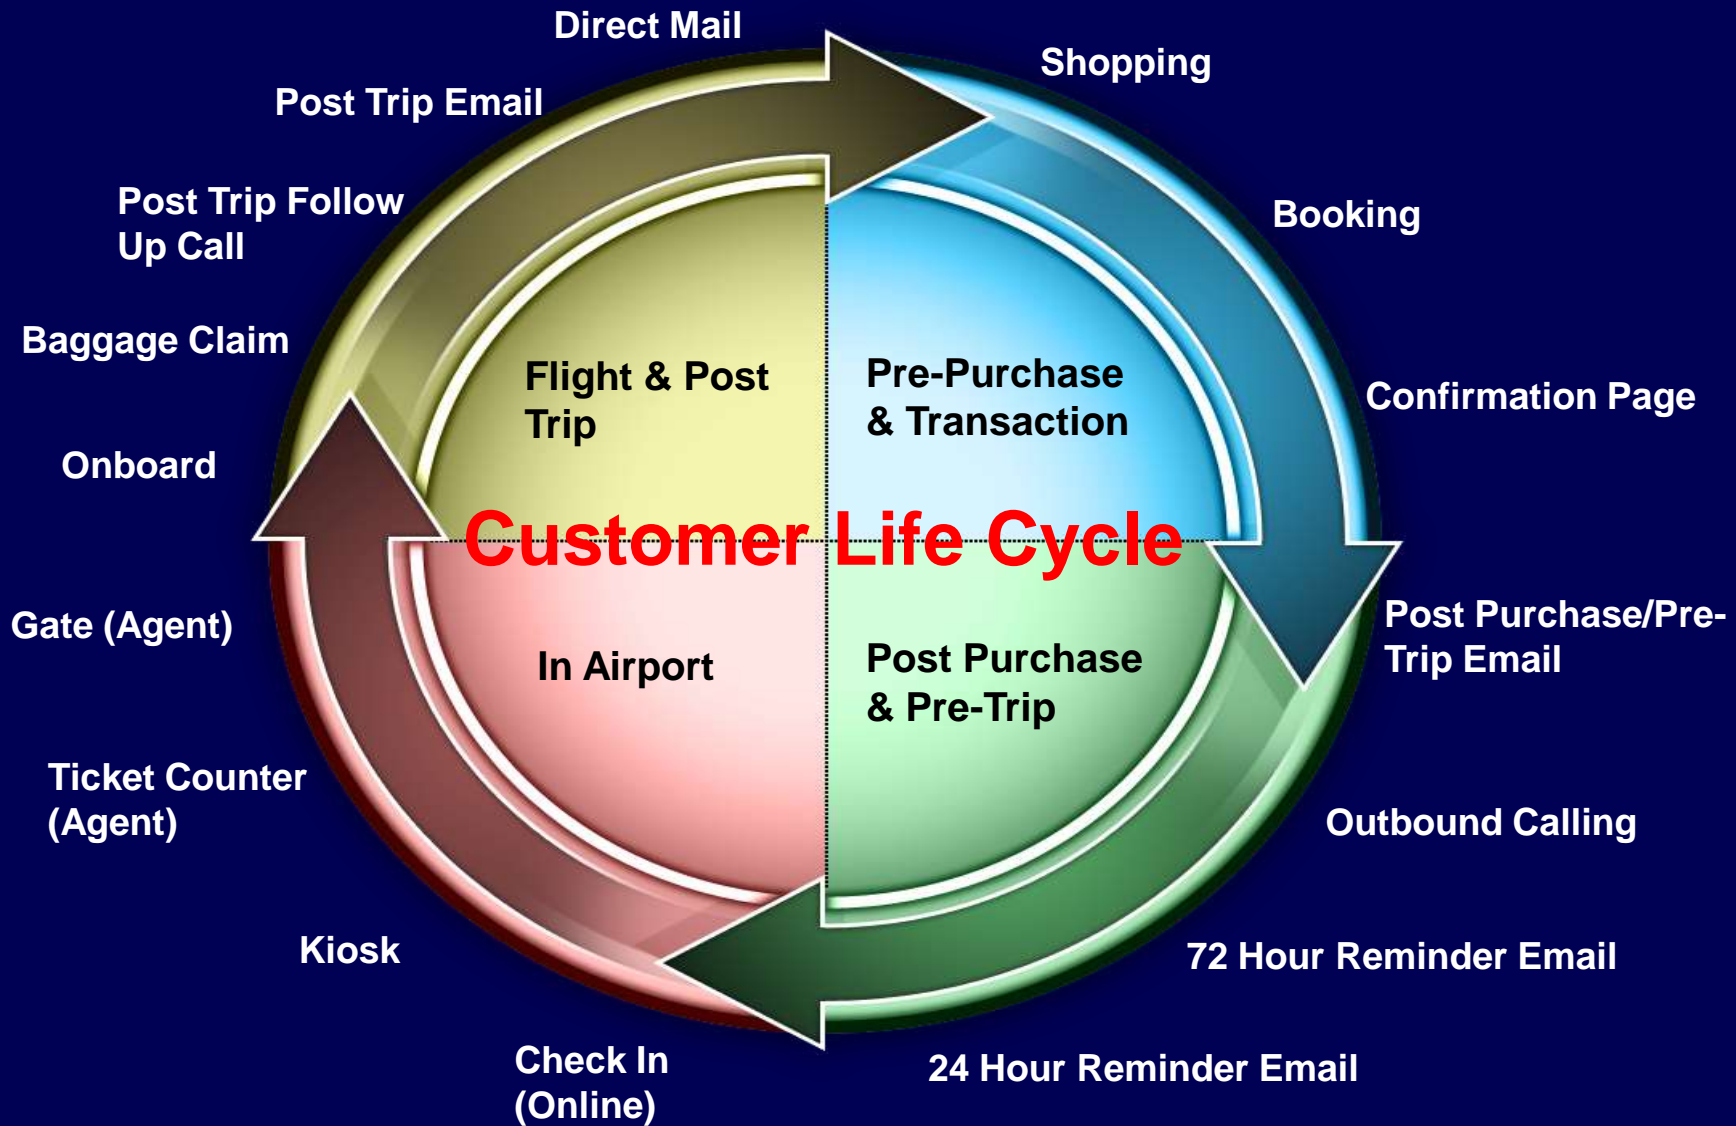 Direct Mail
Shopping
Post Trip Email
Post Trip Follow
Up Call
Booking
Baggage Claim
Flight & Post
Trip
Pre-Purchase
& Transaction
Confirmation Page
Onboard
Customer Life Cycle
Gate (Agent)
In Airport
Post Purchase
& Pre-Trip
Post Purchase/Pre-
Trip Email
Ticket Counter
(Agent)
Outbound Calling
Kiosk
72 Hour Reminder Email
Check In
(Online)
24 Hour Reminder Email